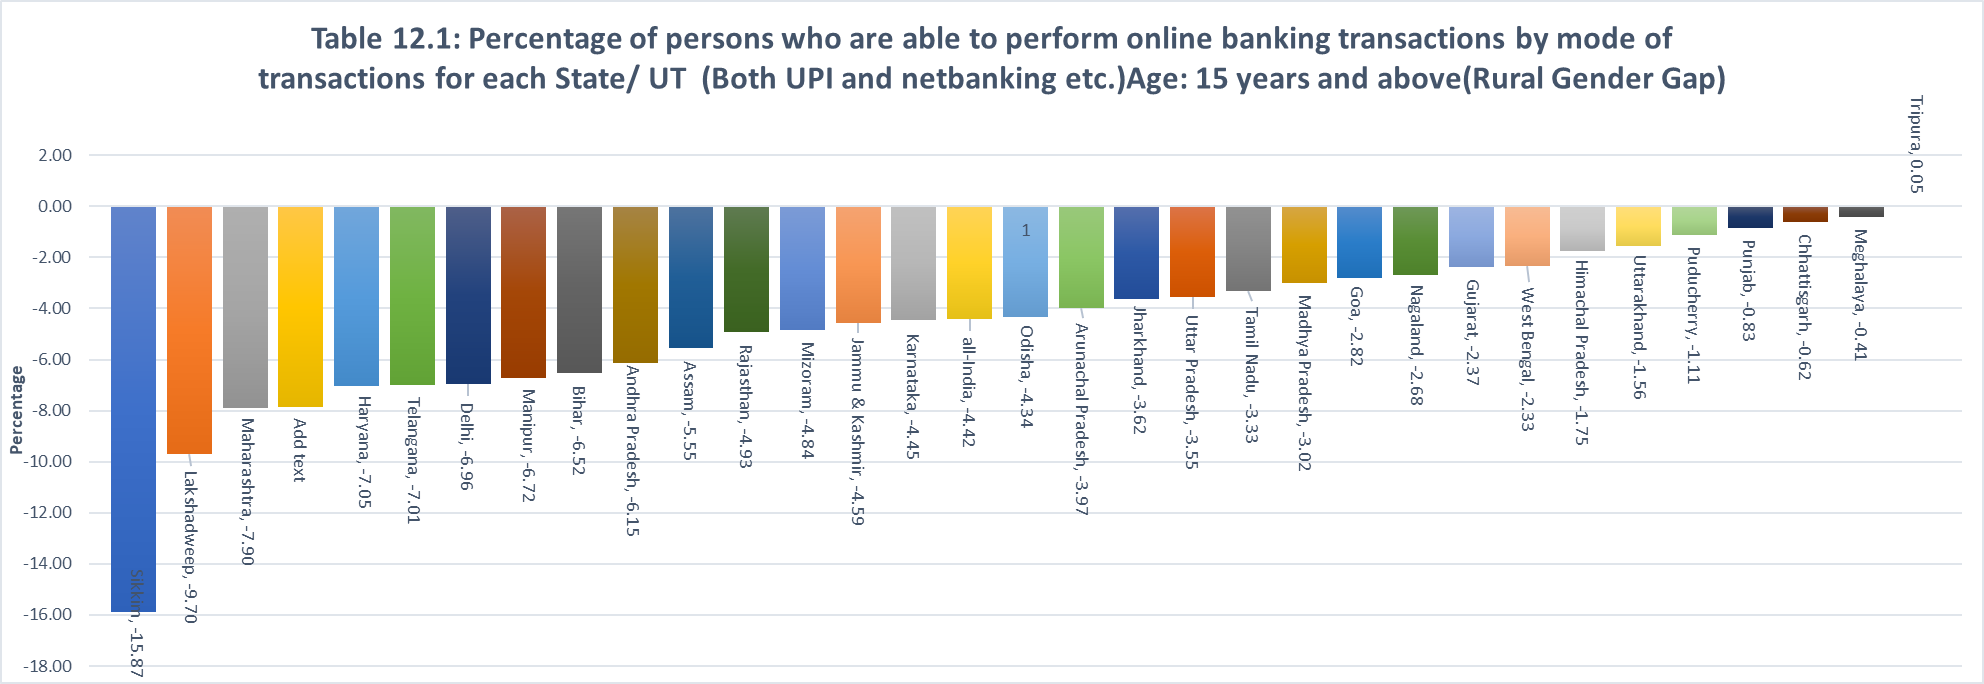 Table 12.1: Percentage of persons who are able to perform online banking transactions by mode of
transactions for each State/ UT  (Both UPI and netbanking etc.)Age: 15 years and above(Rural Gender Gap)
Percentage
2.00
0.00
-2.00
-4.00
-6.00
-8.00
-10.00
-12.00
-14.00
-16.00
-18.00
Sikkim, -15.87
Lakshadweep, -9.70
Maharashtra, -7.90
Add text
Haryana, -7.05
Telangana, -7.01
Delhi, -6.96
Manipur, -6.72
Bihar, -6.52
Andhra Pradesh, -6.15
Assam, -5.55
Rajasthan, -4.93
Mizoram, -4.84
Jammu & Kashmir, -4.59
Karnataka, -4.45
all-India, -4.42
1
Odisha, -4.34
Arunachal Pradesh, -3.97
Jharkhand, -3.62
Uttar Pradesh, -3.55
Tamil Nadu, -3.33
Madhya Pradesh, -3.02
Goa, -2.82
Nagaland, -2.68
Gujarat, -2.37
West Bengal, -2.33
Himachal Pradesh, -1.75
Uttarakhand, -1.56
Puducherry, -1.11
Punjab, -0.83
Chhattisgarh, -0.62
Meghalaya, -0.41
Tripura, 0.05